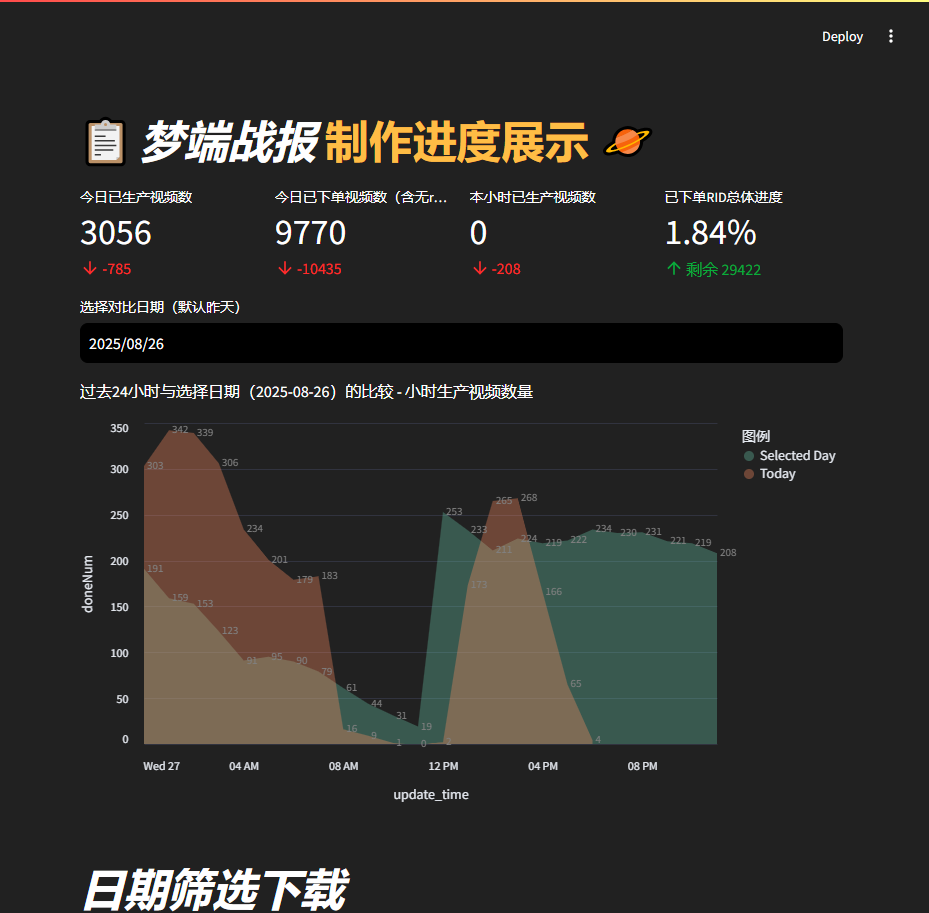 Deploy
梦端战报 制作进度展示
今日已生产视频数
3056
-785
今日已下单视频数（含无r...
9770
-10435
本小时已生产视频数
0
-208
已下单RID总体进度
1.84%
剩余 29422
选择对比日期（默认昨天）
2025/08/26
过去24小时与选择日期（2025-08-26）的比较 - 小时生产视频数量
图例
Selected Day
Today
doneNum
350
300
250
200
150
100
50
0
303 342 339 306 234 201 179 183 16 9 1 0 2 173 265 268 166 65 4
191 159 153 123 91 95 90 79 61 44 31 19 253 233 211 224 219 222 234 230 231 221 219 208
Wed 27 04 AM 08 AM 12 PM 04 PM 08 PM
update_time
日期筛选下载